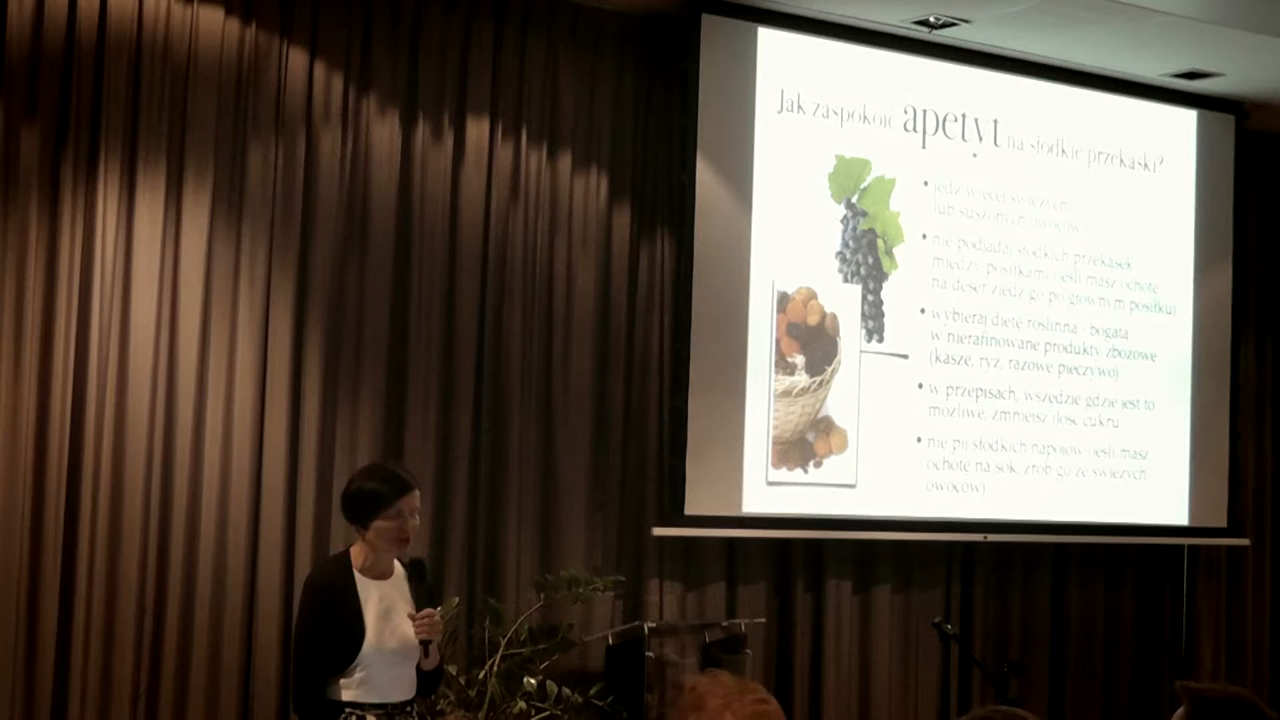 Jak zaspokoić apetyt na słodkie przekąski?
• jedz więcej świeżych
lub suszonych owoców
• nie podjadaj słodkich przekąsek
między posiłkami (jeśli masz ochotę
na deser zjedz go po głównym posiłku)
• wybieraj dietę roślinną - bogatą
w nierafinowane produkty zbożowe
(kasze, ryż, razowe pieczywo)
• w przepisach, wszędzie gdzie jest to
możliwe, zmniejsz ilość cukru
• nie pij słodkich napojów (jeśli masz
ochotę na sok, zrób go ze świeżych
owoców)